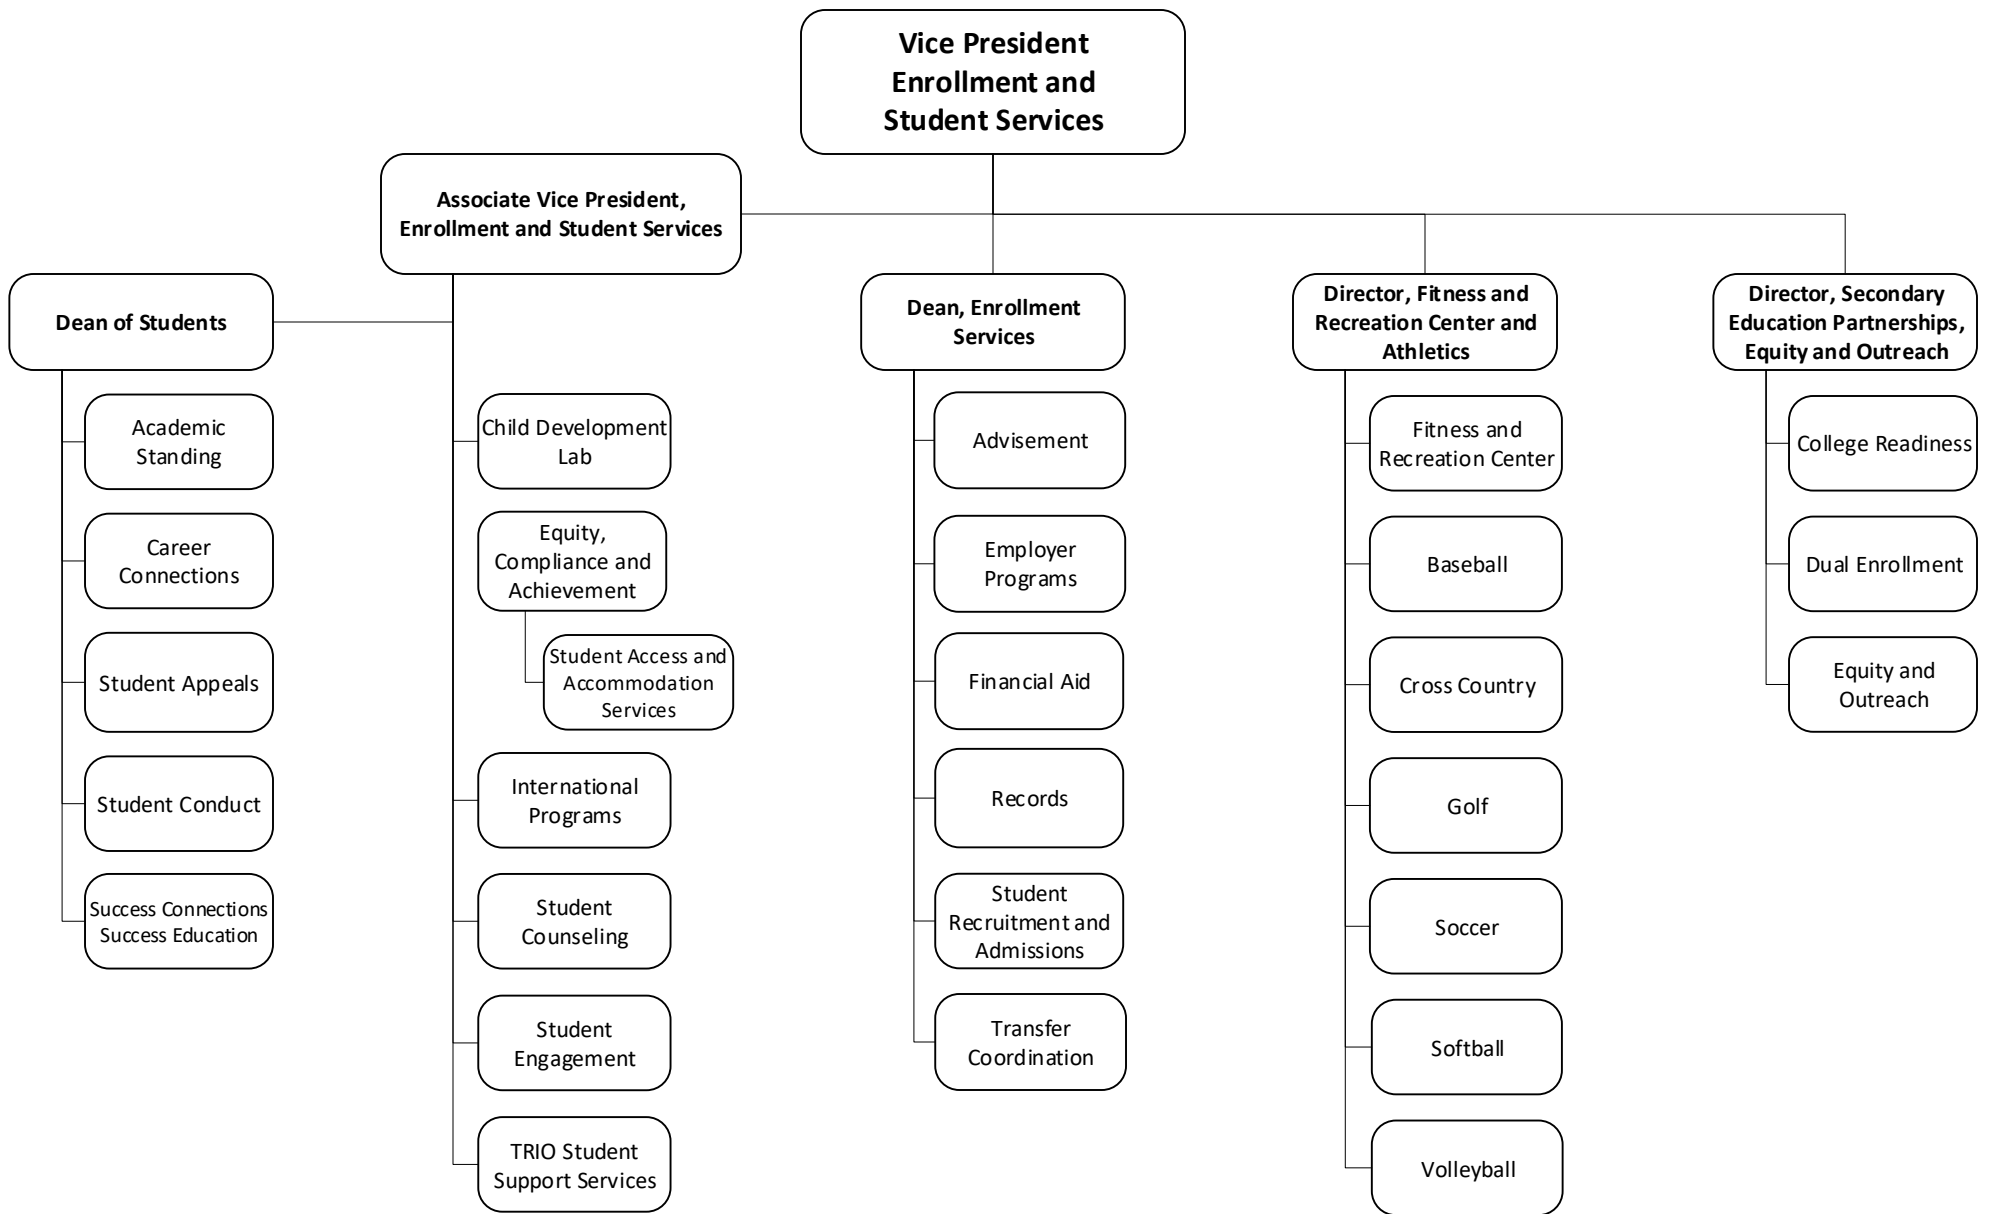 Vice President
Enrollment and
Student Services
Associate Vice President,
Enrollment and Student Services
Dean of Students
Academic
Standing
Career
Connections
Student Appeals
Student Conduct
Success Connections
Success Education
Child Development
Lab
Equity,
Compliance and
Achievement
Student Access and
Accommodation
Services
International
Programs
Student
Counseling
Student
Engagement
TRIO Student
Support Services
Dean, Enrollment
Services
Advisement
Employer
Programs
Financial Aid
Records
Student
Recruitment and
Admissions
Transfer
Coordination
Director, Fitness and
Recreation Center and
Athletics
Fitness and
Recreation Center
Baseball
Cross Country
Golf
Soccer
Softball
Volleyball
Director, Secondary
Education Partnerships,
Equity and Outreach
College Readiness
Dual Enrollment
Equity and
Outreach